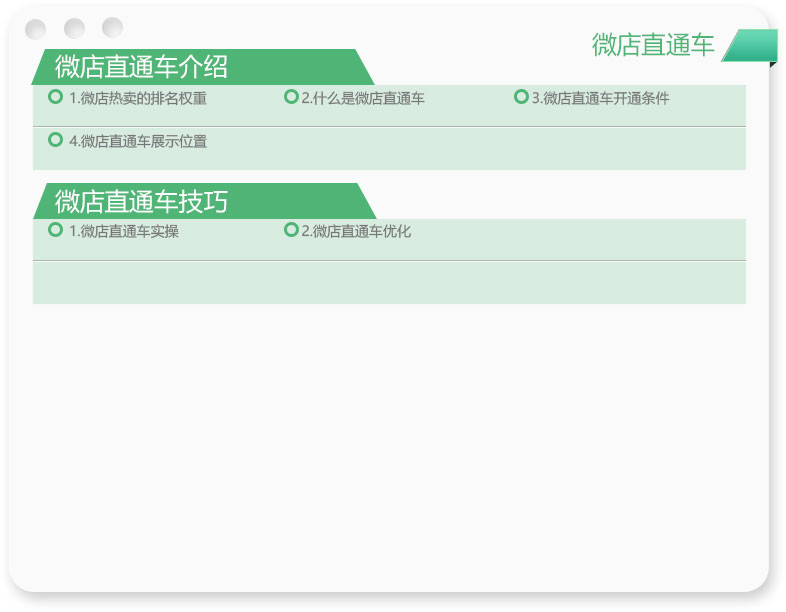 微店直通车
微店直通车介绍
1.微店热卖的排名权重
2.什么是微店直通车
3.微店直通车开通条件
4.微店直通车展示位置
微店直通车技巧
1.微店直通车实操
2.微店直通车优化